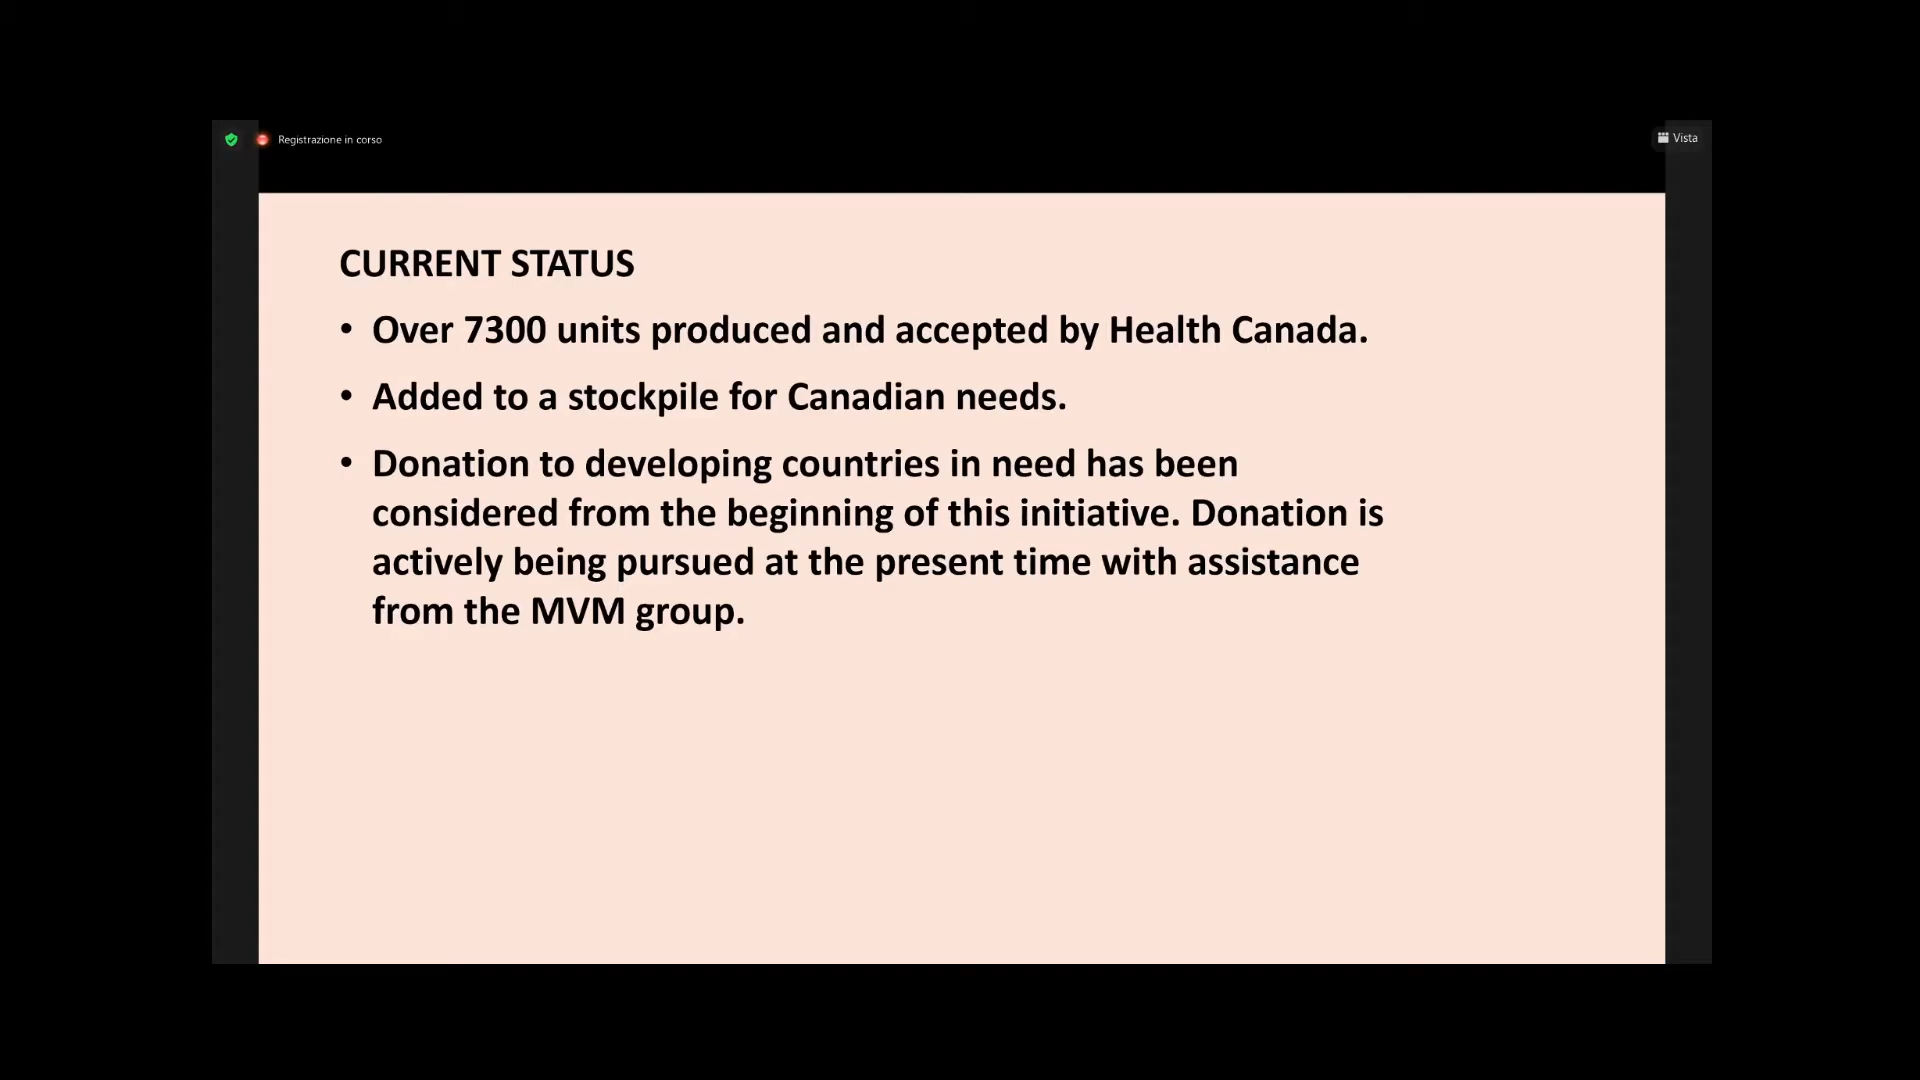 Registrazione in corso
Vista
CURRENT STATUS
• Over 7300 units produced and accepted by Health Canada.
• Added to a stockpile for Canadian needs.
• Donation to developing countries in need has been
considered from the beginning of this initiative. Donation is
actively being pursued at the present time with assistance
from the MVM group.